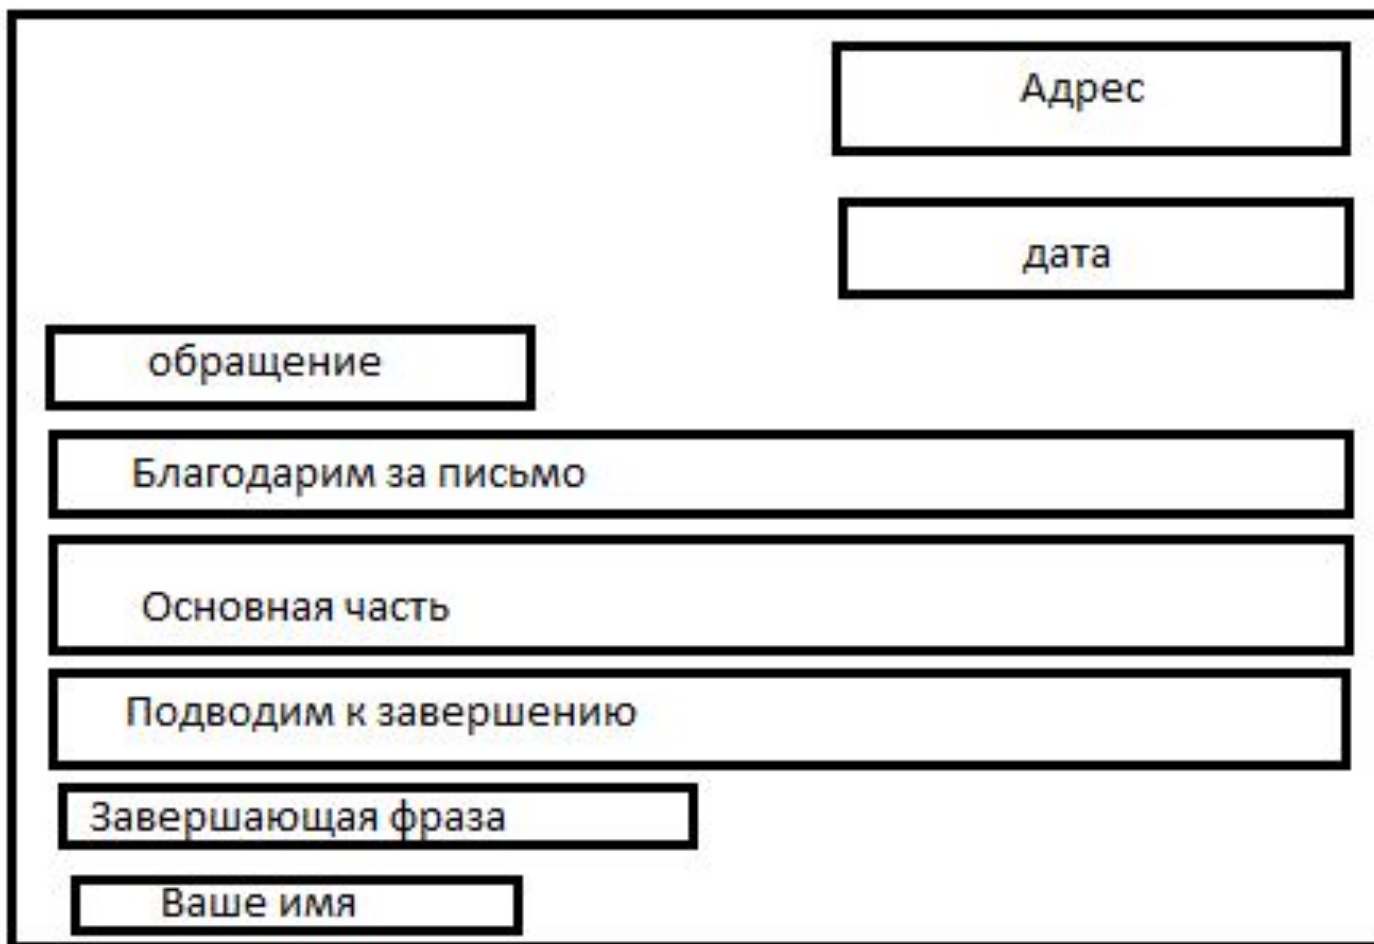 Адрес
дата
обращение
Благодарим за письмо
Основная часть
Подводим к завершению
Завершающая фраза
Ваше имя